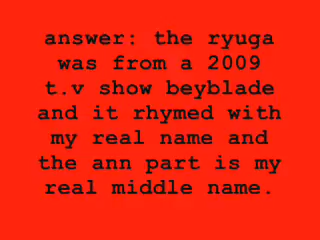 answer: the ryuga
was from a 2009
t.v show beyblade
and it rhymed with
my real name and
the ann part is my
real middle name.